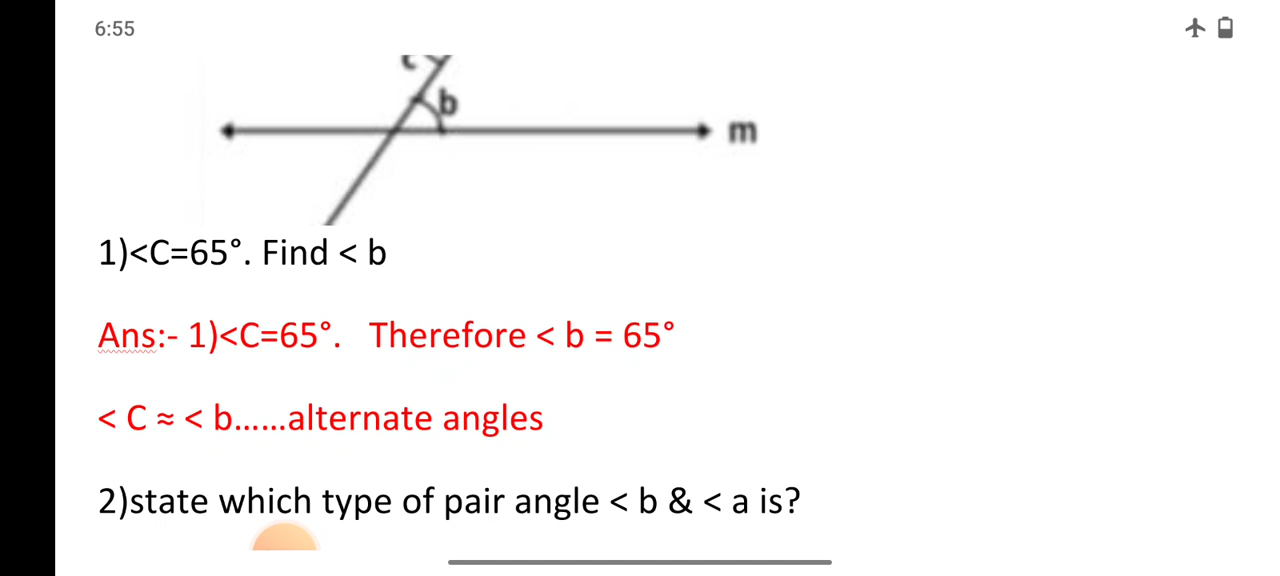 6:55
c
b
m
1)<C=65°. Find < b
Ans:- 1)<C=65°.   Therefore < b = 65°
< C ≈ < b......alternate angles
2)state which type of pair angle < b & < a is?